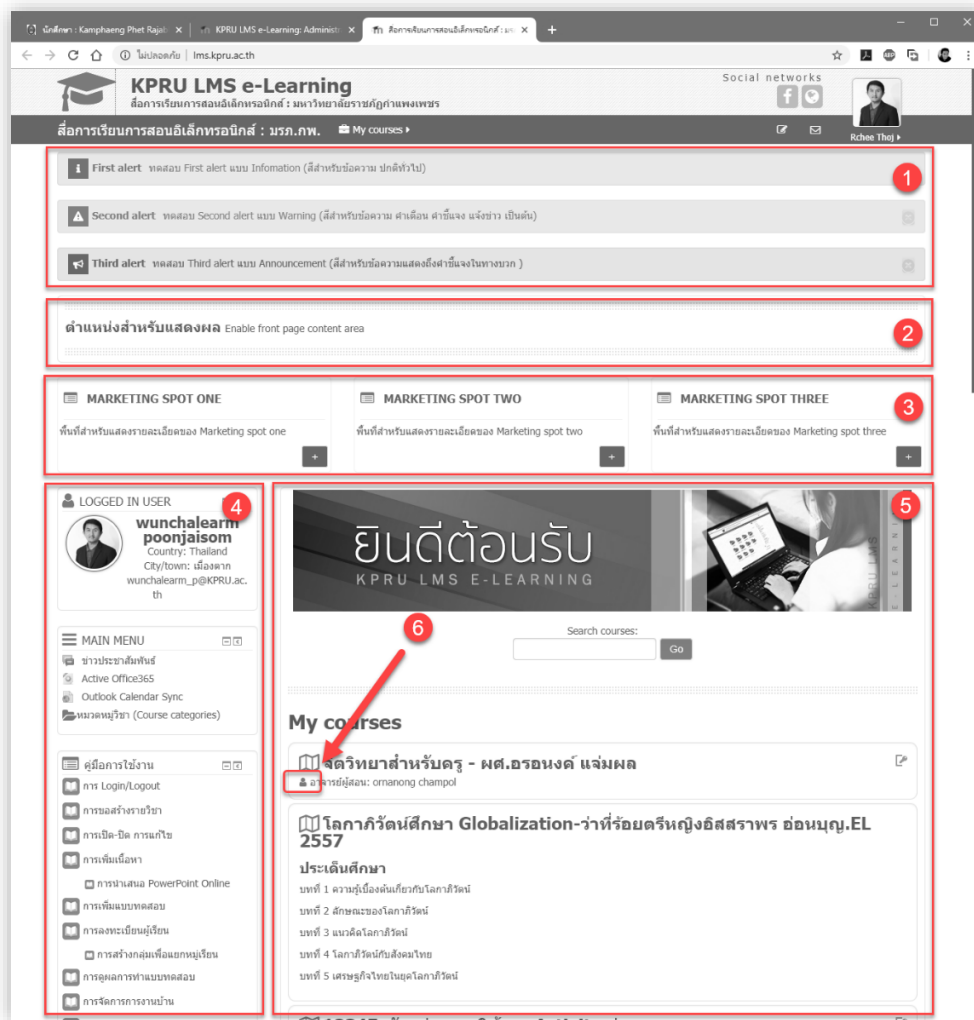 นักศึกษา : Kamphaeng Phet Rajab
KPRU LMS e-Learning: Administ
สื่อการเรียนการสอนอิเล็กทรอนิกส์ : มห
ไม่ปลอดภัย | lms.kpru.ac.th
KPRU LMS e-Learning
สื่อการเรียนการสอนอิเล็กทรอนิกส์ : มหาวิทยาลัยราชภัฏกำแพงเพชร
Social networks
สื่อการเรียนการสอนอิเล็กทรอนิกส์ : มรภ.กพ.
My courses
Rchee Thoj
First alert ทดสอบ First alert แบบ Infomation (สีสำหรับข้อความ ปกติทั่วไป)
1
Second alert ทดสอบ Second alert แบบ Warning (สีสำหรับข้อความ คำเตือน คำชี้แจง แจ้งข่าว เป็นต้น)
Third alert ทดสอบ Third alert แบบ Announcement (สีสำหรับข้อความแสดงถึงคำชี้แจงในทางบวก )
ตำแหน่งสำหรับแสดงผล Enable front page content area
2
MARKETING SPOT ONE
MARKETING SPOT TWO
MARKETING SPOT THREE
3
พื้นที่สำหรับแสดงรายละเอียดของ Marketing spot one
พื้นที่สำหรับแสดงรายละเอียดของ Marketing spot two
พื้นที่สำหรับแสดงรายละเอียดของ Marketing spot three
+
+
+
LOGGED IN USER
4
wunchalearm
poonjaisom
Country: Thailand
City/town: เมืองตาก
wunchalearm_p@KPRU.ac.
th
MAIN MENU
ข่าวประชาสัมพันธ์
Active Office365
Outlook Calendar Sync
หมวดหมู่วิชา (Course categories)
คู่มือการใช้งาน
การ Login/Logout
การขอสร้างรายวิชา
การเปิด-ปิด การแก้ไข
การเพิ่มเนื้อหา
การนำเสนอ PowerPoint Online
การเพิ่มแบบทดสอบ
การลงทะเบียนผู้เรียน
การสร้างกลุ่มเพื่อแยกหมู่เรียน
การดูผลการทำแบบทดสอบ
การจัดการการงานบ้าน
5
ยินดีต้อนรับ
KPRU LMS E-LEARNING
KPRU LMS
E-LEARNING
6
Search courses:
Go
My courses
จิตวิทยาสำหรับครู - ผศ.อรอนงค์ แจ่มผล
อาจารย์ผู้สอน: ornanong champol
โลกาภิวัตน์ศึกษา Globalization-ว่าที่ร้อยตรีหญิงอิสสราพร อ่อนบุญ.EL
2557
ประเด็นศึกษา
บทที่ 1 ความรู้เบื้องต้นเกี่ยวกับโลกาภิวัตน์
บทที่ 2 ลักษณะของโลกาภิวัตน์
บทที่ 3 แนวคิดโลกาภิวัตน์
บทที่ 4 โลกาภิวัตน์กับสังคมไทย
บทที่ 5 เศรษฐกิจไทยในยุคโลกาภิวัตน์